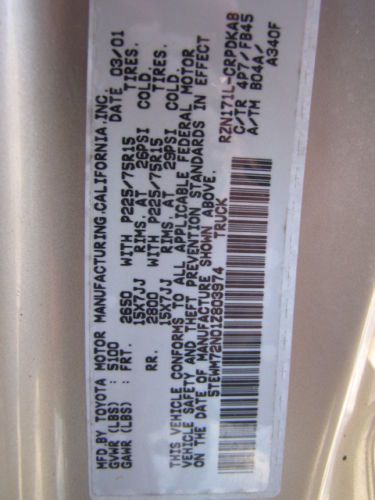 MFD.BY TOYOTA MOTOR MANUFACTURING,CALIFORNIA,INC.
GVWR (LBS) : 5100 DATE 03/01
GAWR (LBS) : FRT. 2650 WITH P225/75R15 TIRES.
15X7JJ RIMS. AT 26PSI COLD.
RR. 2800 WITH P225/75R15 TIRES.
15X7JJ RIMS. AT 29PSI COLD.
THIS VEHICLE CONFORMS TO ALL APPLICABLE FEDERAL MOTOR
VEHICLE SAFETY AND THEFT PREVENTION STANDARDS IN EFFECT
ON THE DATE OF MANUFACTURE SHOWN ABOVE.
5TEWM72N01Z803974 TRUCK
RZN171L-CRPDKAB
C/TR 4P7/FB45
A/TM B04A/
A340F